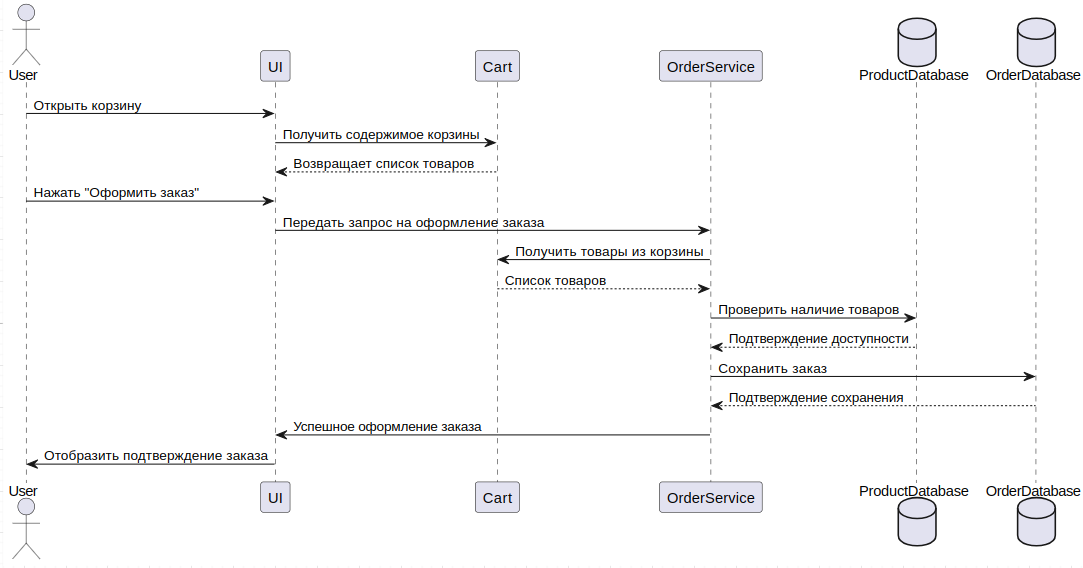 User
UI
Cart
OrderService
ProductDatabase
OrderDatabase
Открыть корзину
Получить содержимое корзины
Возвращает список товаров
Нажать "Оформить заказ"
Передать запрос на оформление заказа
Получить товары из корзины
Список товаров
Проверить наличие товаров
Подтверждение доступности
Сохранить заказ
Подтверждение сохранения
Успешное оформление заказа
Отобразить подтверждение заказа
User
UI
Cart
OrderService
ProductDatabase
OrderDatabase